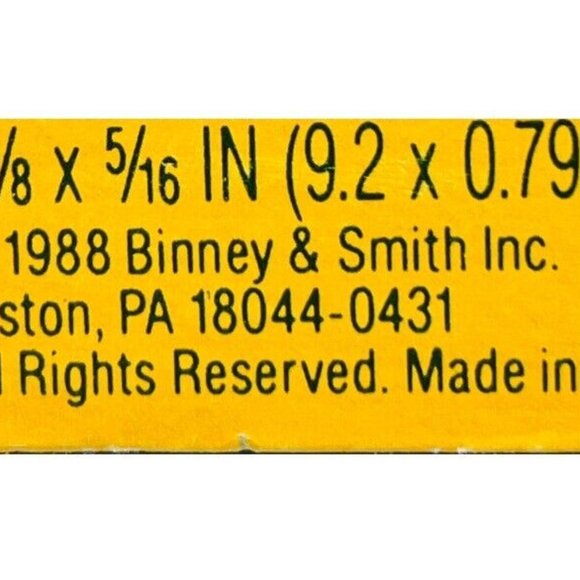 /8 X 5/16 IN (9.2 x 0.79
1988 Binney & Smith Inc.
ston, PA 18044-0431
l Rights Reserved. Made in